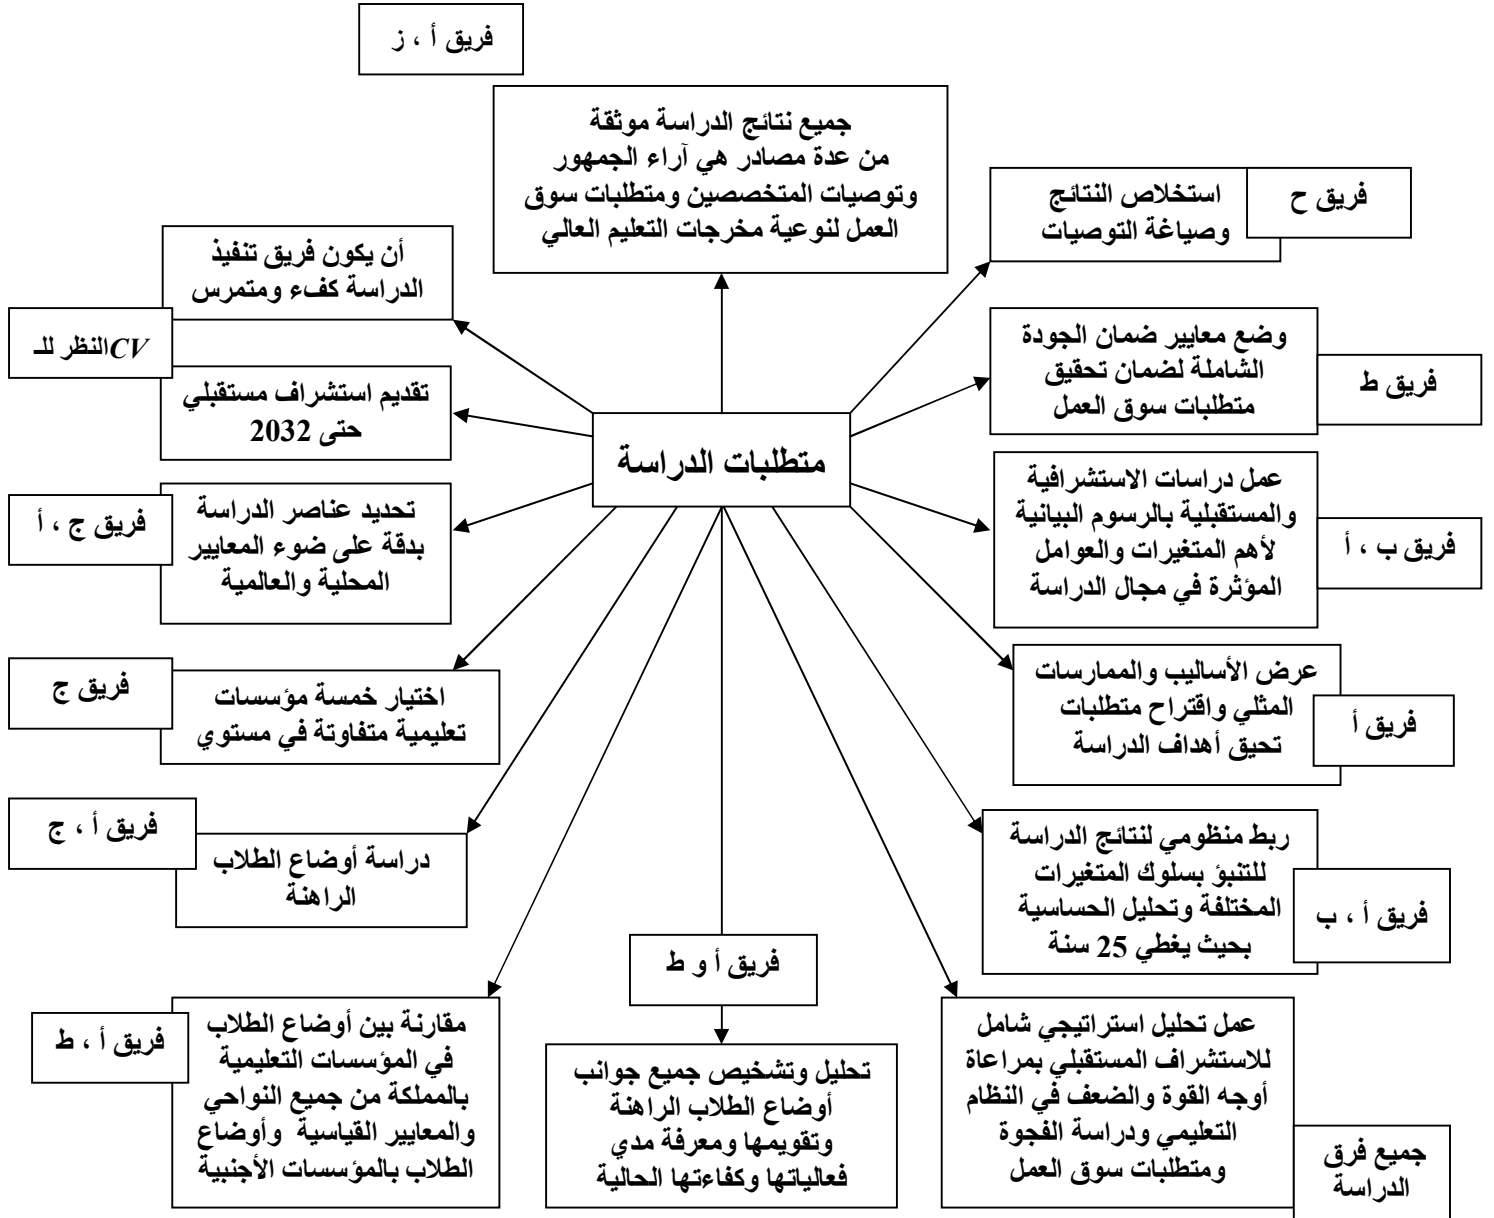 فريق أ ، ز
جميع نتائج الدراسة موثقة
من عدة مصادر هي آراء الجمهور
وتوصيات المتخصصين ومتطلبات سوق
العمل لنوعية مخرجات التعليم العالي
فريق ح
استخلاص النتائج
وصياغة التوصيات
أن يكون فريق تنفيذ
الدراسة كفء ومتمرس
النظر للـ CV
وضع معايير ضمان الجودة
الشاملة لضمان تحقيق
متطلبات سوق العمل
فريق ط
تقديم استشراف مستقبلي
حتى 2032
متطلبات الدراسة
عمل دراسات الاستشرافية
والمستقبلية بالرسوم البيانية
لأهم المتغيرات والعوامل
المؤثرة في مجال الدراسة
فريق ب ، أ
تحديد عناصر الدراسة
بدقة على ضوء المعايير
المحلية والعالمية
فريق ج ، أ
عرض الأساليب والممارسات
المثلي واقتراح متطلبات
تحيق أهداف الدراسة
فريق أ
اختيار خمسة مؤسسات
تعليمية متفاوتة في مستوي
فريق ج
ربط منظومي لنتائج الدراسة
للتنبؤ بسلوك المتغيرات
المختلفة وتحليل الحساسية
بحيث يغطي 25 سنة
فريق أ ، ب
دراسة أوضاع الطلاب
الراهنة
فريق أ ، ج
فريق أ و ط
تحليل وتشخيص جميع جوانب
أوضاع الطلاب الراهنة
وتقويمها ومعرفة مدي
فعالياتها وكفاءتها الحالية
عمل تحليل استراتيجي شامل
للاستشراف المستقبلي بمراعاة
أوجه القوة والضعف في النظام
التعليمي ودراسة الفجوة
ومتطلبات سوق العمل
جميع فرق
الدراسة
مقارنة بين أوضاع الطلاب
في المؤسسات التعليمية
بالمملكة من جميع النواحي
والمعايير القياسية وأوضاع
الطلاب بالمؤسسات الأجنبية
فريق أ ، ط